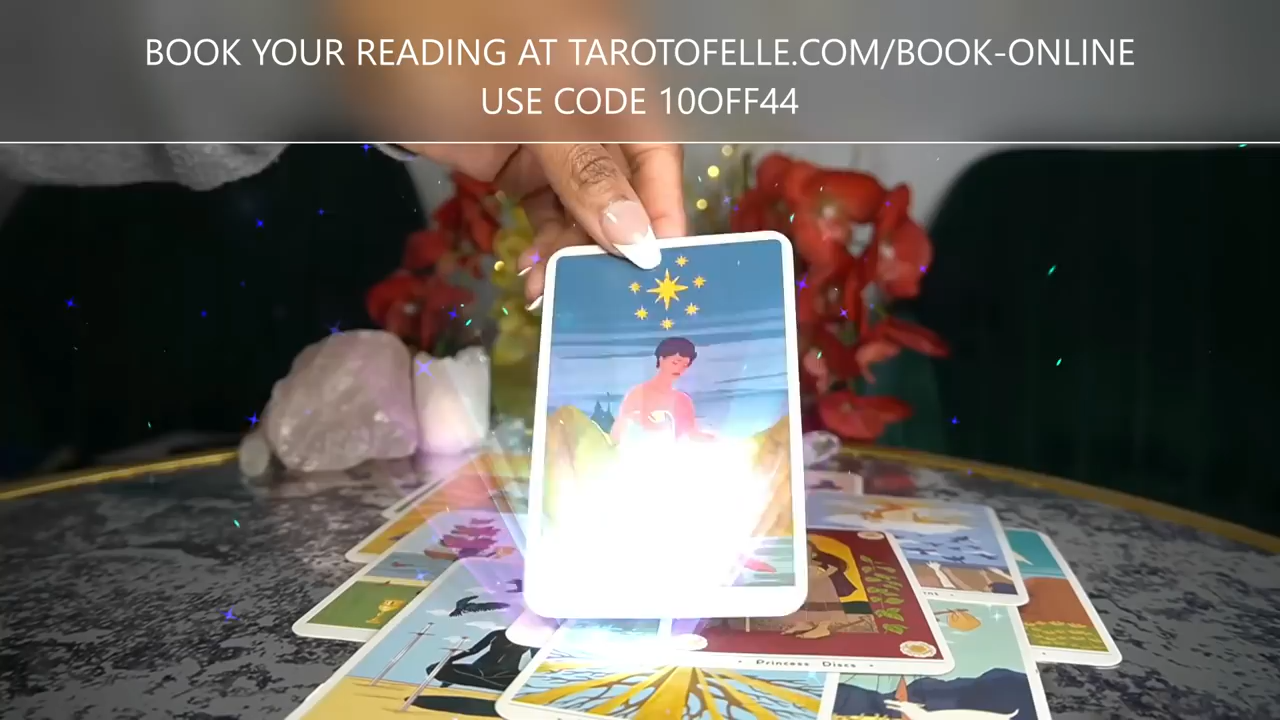 BOOK YOUR READING AT TAROTOFELLE.COM/BOOK-ONLINE
USE CODE 10OFF44
Princess Discs